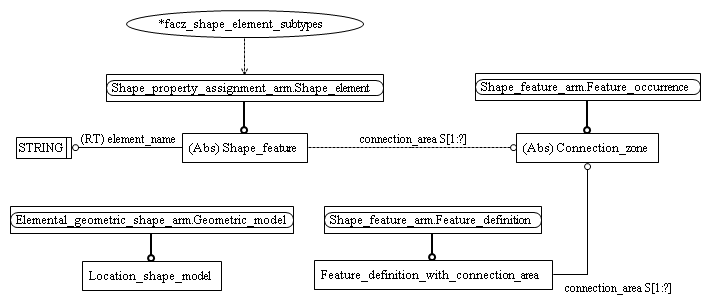 *facz_shape_element_subtypes
Shape_property_assignment_arm.Shape_element
Shape_feature_arm.Feature_occurrence
STRING
(RT) element_name
(Abs) Shape_feature
connection_area S[1:?]
(Abs) Connection_zone
Elemental_geometric_shape_arm.Geometric_model
Shape_feature_arm.Feature_definition
Location_shape_model
Feature_definition_with_connection_area
connection_area S[1:?]